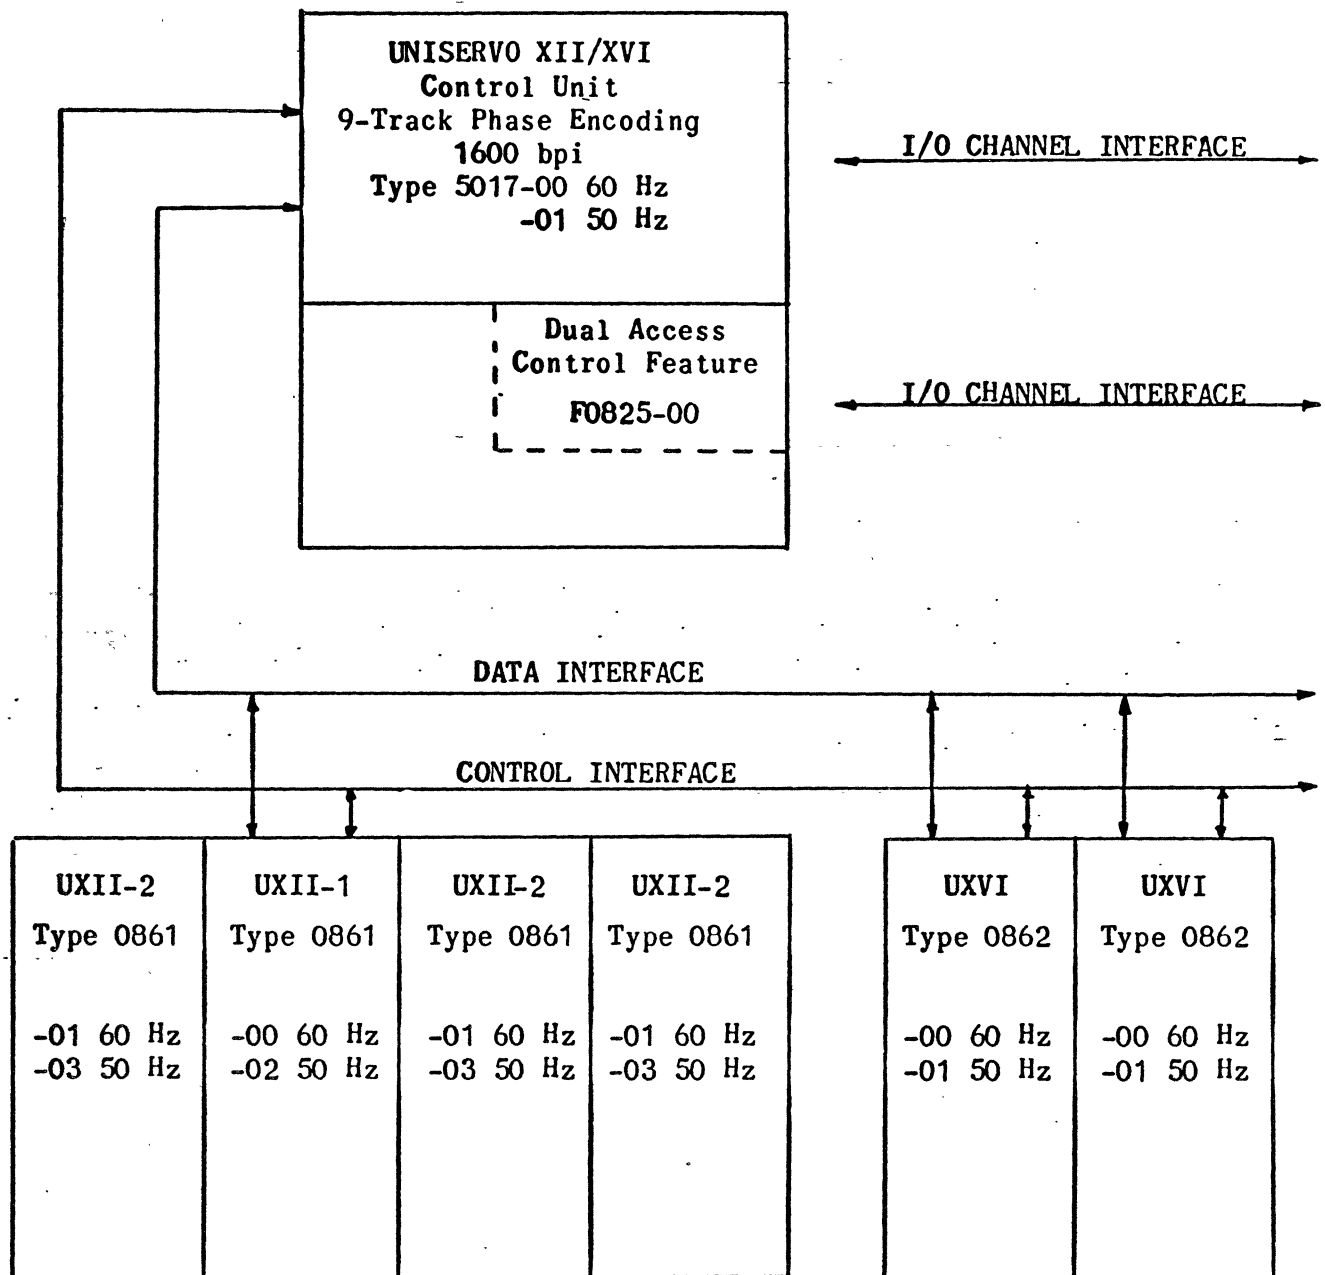 UNISERVO XII/XVI
Control Unit
9-Track Phase Encoding
1600 bpi
Type 5017-00 60 Hz
-01 50 Hz
I/O CHANNEL INTERFACE
Dual Access
Control Feature
F0825-00
I/O CHANNEL INTERFACE
DATA INTERFACE
CONTROL INTERFACE
UXII-2
Type 0861
-01 60 Hz
-03 50 Hz
UXII-1
Type 0861
-00 60 Hz
-02 50 Hz
UXII-2
Type 0861
-01 60 Hz
-03 50 Hz
UXII-2
Type 0861
-01 60 Hz
-03 50 Hz
UXVI
Type 0862
-00 60 Hz
-01 50 Hz
UXVI
Type 0862
-00 60 Hz
-01 50 Hz